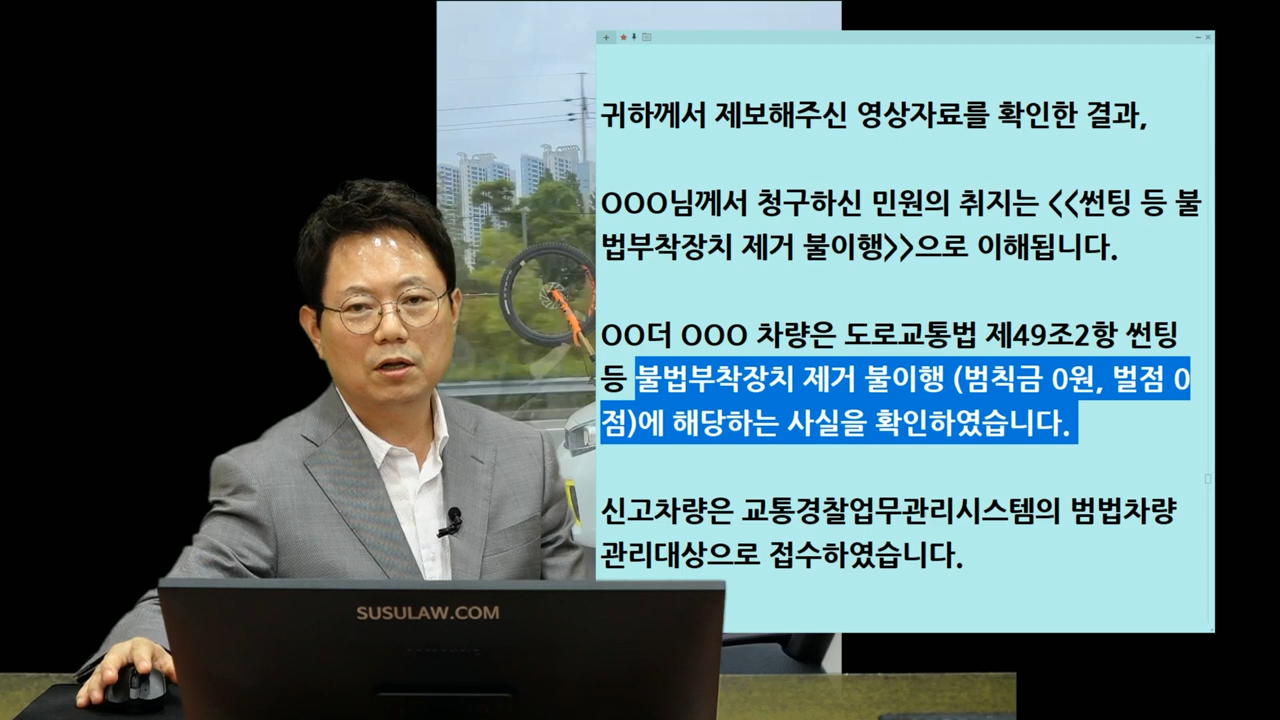 귀하께서 제보해주신 영상자료를 확인한 결과,
OOO님께서 청구하신 민원의 취지는 <<썬팅 등 불
법부착장치 제거 불이행>>으로 이해됩니다.
OO더 OOO 차량은 도로교통법 제49조2항 썬팅
등 불법부착장치 제거 불이행 (범칙금 0원, 벌점 0
점)에 해당하는 사실을 확인하였습니다.
신고차량은 교통경찰업무관리시스템의 범법차량
관리대상으로 접수하였습니다.
SUSULAW.COM
SAMSUNG